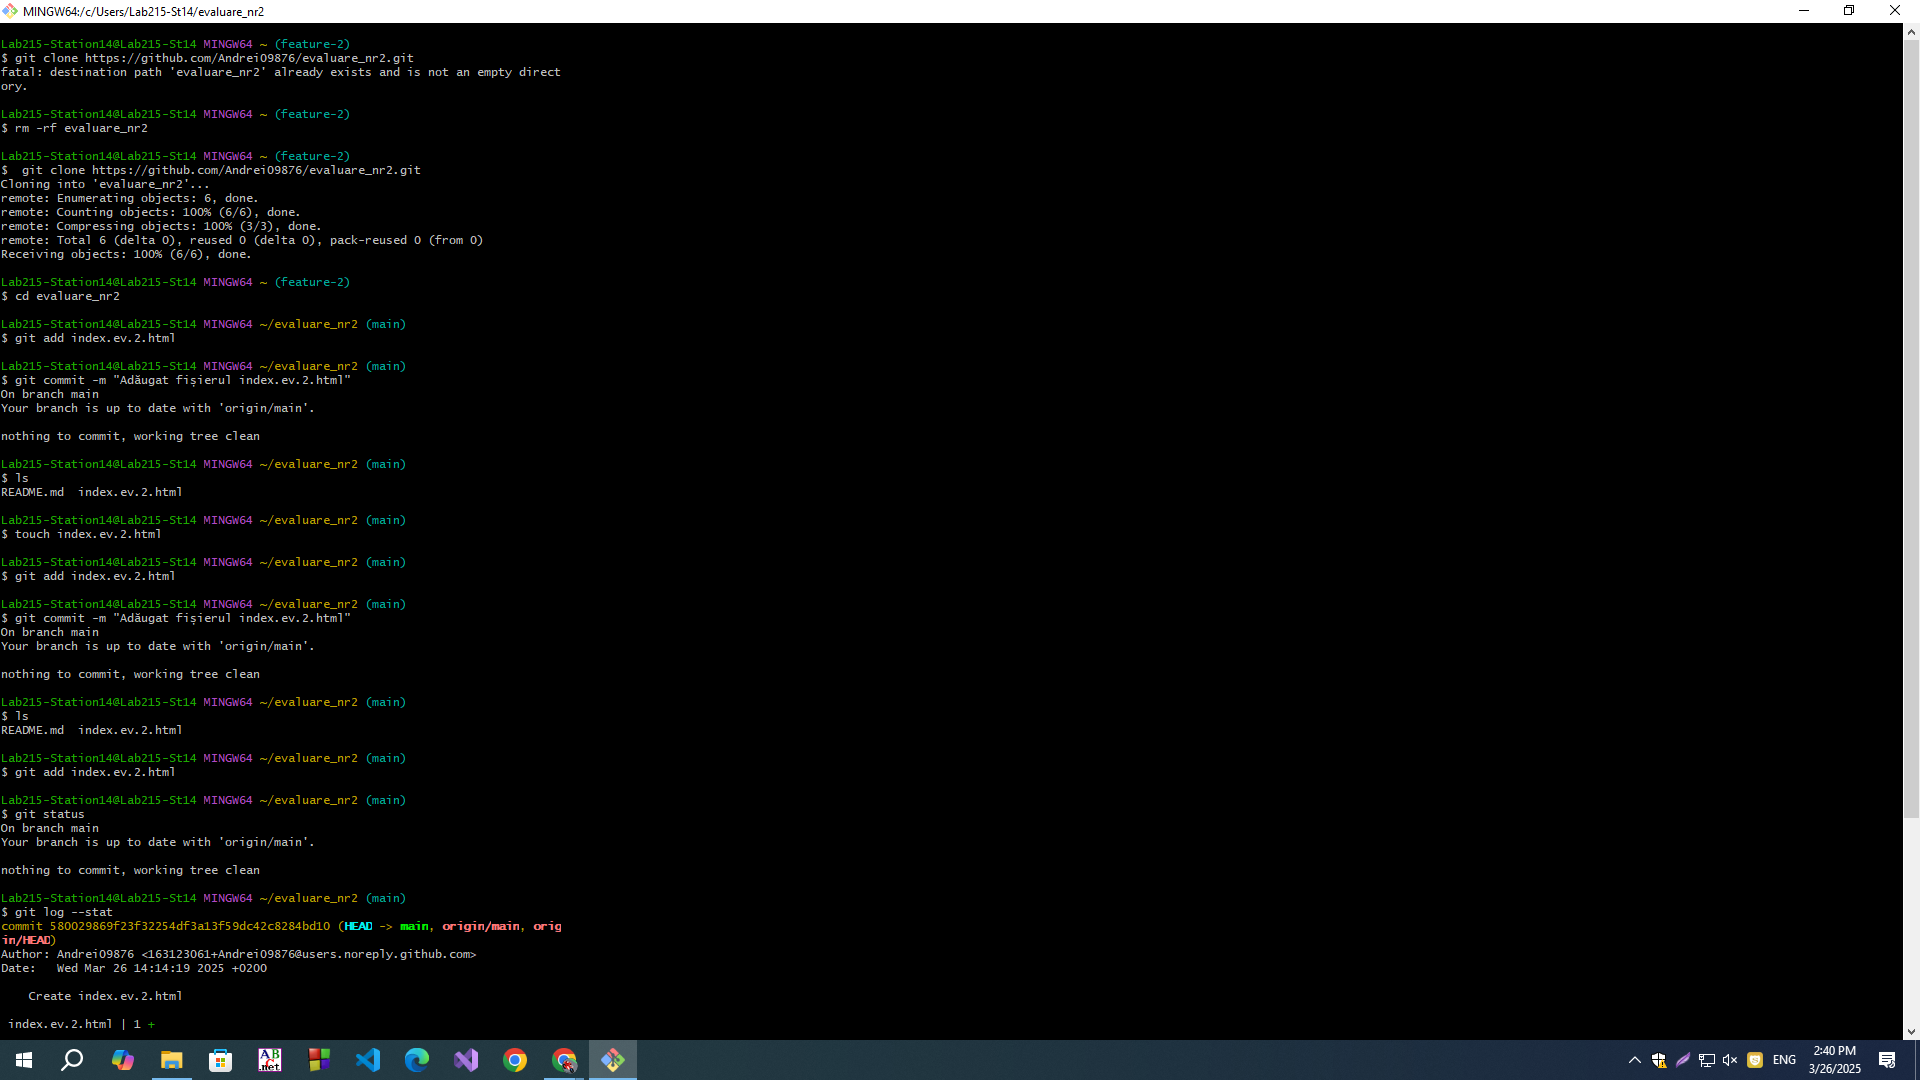 MINGW64:/c/Users/Lab215-St14/evaluare_nr2
Lab215-Station14@Lab215-St14 MINGW64 ~ (feature-2)
$ git clone https://github.com/Andrei09876/evaluare_nr2.git
fatal: destination path 'evaluare_nr2' already exists and is not an empty direct
ory.
Lab215-Station14@Lab215-St14 MINGW64 ~ (feature-2)
$ rm -rf evaluare_nr2
Lab215-Station14@Lab215-St14 MINGW64 ~ (feature-2)
$  git clone https://github.com/Andrei09876/evaluare_nr2.git
Cloning into 'evaluare_nr2'...
remote: Enumerating objects: 6, done.
remote: Counting objects: 100% (6/6), done.
remote: Compressing objects: 100% (3/3), done.
remote: Total 6 (delta 0), reused 0 (delta 0), pack-reused 0 (from 0)
Receiving objects: 100% (6/6), done.
Lab215-Station14@Lab215-St14 MINGW64 ~ (feature-2)
$ cd evaluare_nr2
Lab215-Station14@Lab215-St14 MINGW64 ~/evaluare_nr2 (main)
$ git add index.ev.2.html
Lab215-Station14@Lab215-St14 MINGW64 ~/evaluare_nr2 (main)
$ git commit -m "Adăugat fișierul index.ev.2.html"
On branch main
Your branch is up to date with 'origin/main'.
nothing to commit, working tree clean
Lab215-Station14@Lab215-St14 MINGW64 ~/evaluare_nr2 (main)
$ ls
README.md  index.ev.2.html
Lab215-Station14@Lab215-St14 MINGW64 ~/evaluare_nr2 (main)
$ touch index.ev.2.html
Lab215-Station14@Lab215-St14 MINGW64 ~/evaluare_nr2 (main)
$ git add index.ev.2.html
Lab215-Station14@Lab215-St14 MINGW64 ~/evaluare_nr2 (main)
$ git commit -m "Adăugat fișierul index.ev.2.html"
On branch main
Your branch is up to date with 'origin/main'.
nothing to commit, working tree clean
Lab215-Station14@Lab215-St14 MINGW64 ~/evaluare_nr2 (main)
$ ls
README.md  index.ev.2.html
Lab215-Station14@Lab215-St14 MINGW64 ~/evaluare_nr2 (main)
$ git add index.ev.2.html
Lab215-Station14@Lab215-St14 MINGW64 ~/evaluare_nr2 (main)
$ git status
On branch main
Your branch is up to date with 'origin/main'.
nothing to commit, working tree clean
Lab215-Station14@Lab215-St14 MINGW64 ~/evaluare_nr2 (main)
$ git log --stat
commit 580029869f23f32254df3a13f59dc42c8284bd10 (HEAD -> main, origin/main, orig
in/HEAD)
Author: Andrei09876 <163123061+Andrei09876@users.noreply.github.com>
Date:   Wed Mar 26 14:14:19 2025 +0200
Create index.ev.2.html
index.ev.2.html | 1 +
AB
.net
ENG
2:40 PM
3/26/2025